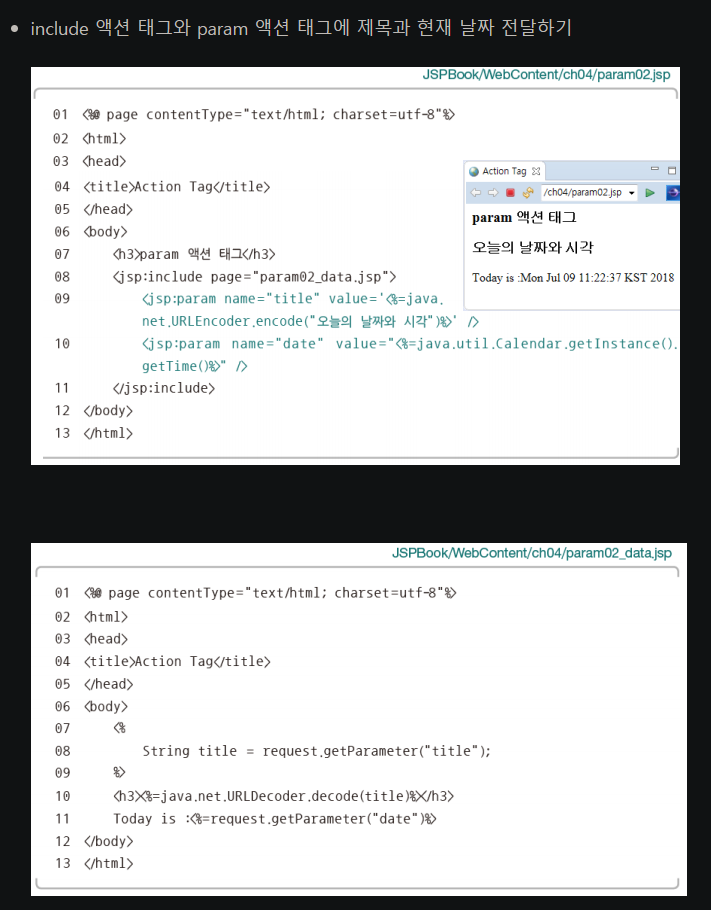 • include 액션 태그와 param 액션 태그에 제목과 현재 날짜 전달하기
JSPBook/WebContent/ch04/param02.jsp
01 <%@ page contentType="text/html; charset=utf-8"%>
02 <html>
03 <head>
04 <title>Action Tag</title>
05 </head>
06 <body>
07 <h3>param 액션 태그</h3>
08 <jsp:include page="param02_data.jsp">
09 <jsp:param name="title" value='<%=java.
net.URLEncoder.encode("오늘의 날짜와 시각")%>' />
10 <jsp:param name="date" value="<%=java.util.Calendar.getInstance().
getTime()%>" />
11 </jsp:include>
12 </body>
13 </html>
Action Tag
/ch04/param02.jsp
param 액션 태그
오늘의 날짜와 시각
Today is :Mon Jul 09 11:22:37 KST 2018
JSPBook/WebContent/ch04/param02_data.jsp
01 <%@ page contentType="text/html; charset=utf-8"%>
02 <html>
03 <head>
04 <title>Action Tag</title>
05 </head>
06 <body>
07 <%
08 String title = request.getParameter("title");
09 %>
10 <h3><%=java.net.URLDecoder.decode(title)%></h3>
11 Today is :<%=request.getParameter("date")%>
12 </body>
13 </html>